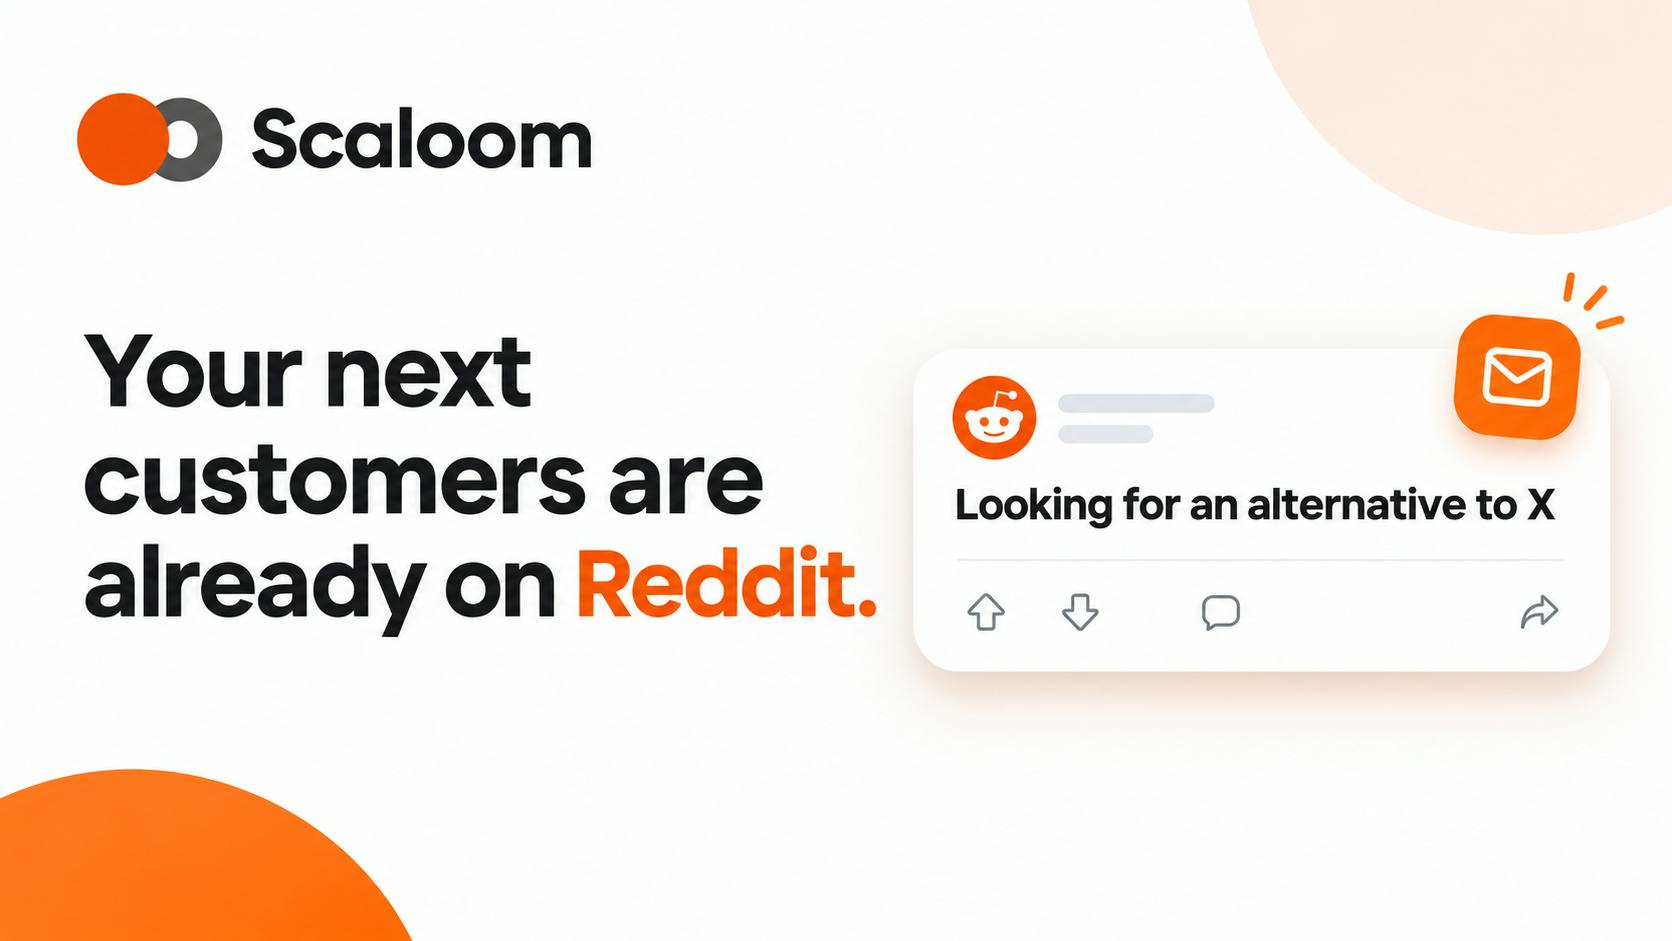 Scaloom
Your next
customers are
already on Reddit.
Looking for an alternative to X